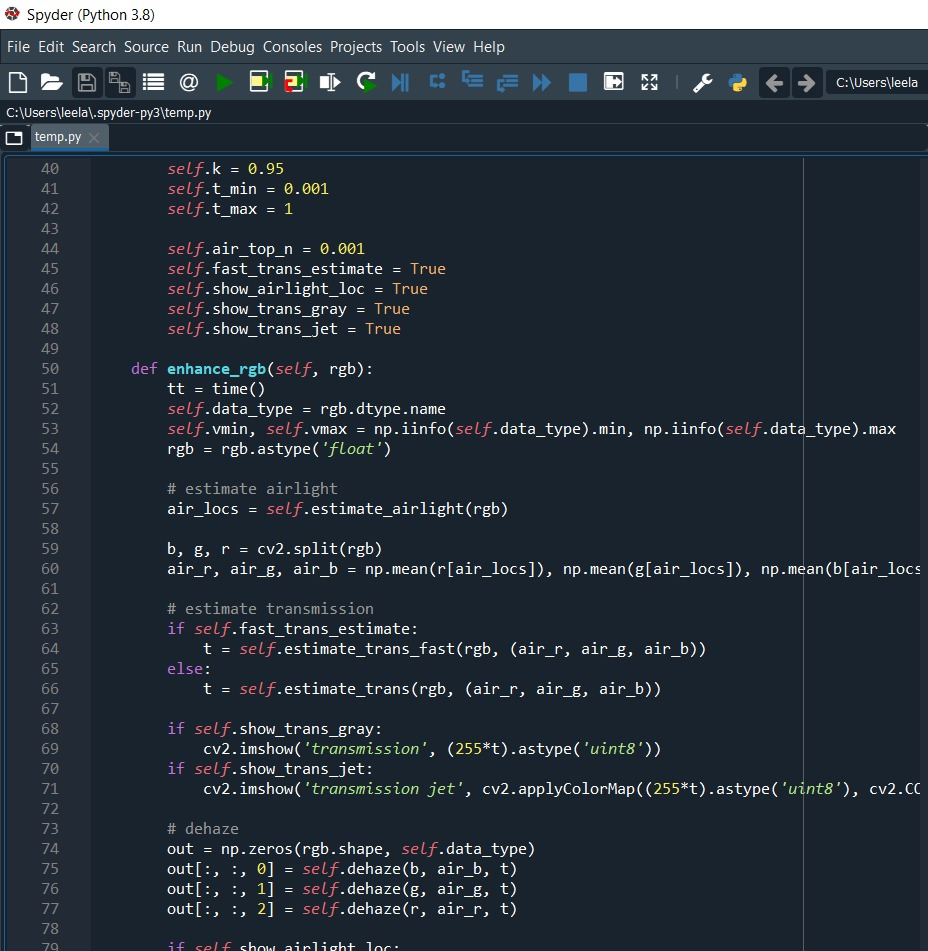 Spyder (Python 3.8)
File Edit Search Source Run Debug Consoles Projects Tools View Help
C:\Users\leela
C:\Users\leela\.spyder-py3\temp.py
temp.py
40 self.k = 0.95
41 self.t_min = 0.001
42 self.t_max = 1
43
44 self.air_top_n = 0.001
45 self.fast_trans_estimate = True
46 self.show_airlight_loc = True
47 self.show_trans_gray = True
48 self.show_trans_jet = True
49
50 def enhance_rgb(self, rgb):
51 tt = time()
52 self.data_type = rgb.dtype.name
53 self.vmin, self.vmax = np.iinfo(self.data_type).min, np.iinfo(self.data_type).max
54 rgb = rgb.astype('float')
55
56 # estimate airlight
57 air_locs = self.estimate_airlight(rgb)
58
59 b, g, r = cv2.split(rgb)
60 air_r, air_g, air_b = np.mean(r[air_locs]), np.mean(g[air_locs]), np.mean(b[air_locs
61
62 # estimate transmission
63 if self.fast_trans_estimate:
64 t = self.estimate_trans_fast(rgb, (air_r, air_g, air_b))
65 else:
66 t = self.estimate_trans(rgb, (air_r, air_g, air_b))
67
68 if self.show_trans_gray:
69 cv2.imshow('transmission', (255*t).astype('uint8'))
70 if self.show_trans_jet:
71 cv2.imshow('transmission jet', cv2.applyColorMap((255*t).astype('uint8'), cv2.CO
72
73 # dehaze
74 out = np.zeros(rgb.shape, self.data_type)
75 out[:, :, 0] = self.dehaze(b, air_b, t)
76 out[:, :, 1] = self.dehaze(g, air_g, t)
77 out[:, :, 2] = self.dehaze(r, air_r, t)
78
79 if self.show_airlight_loc: